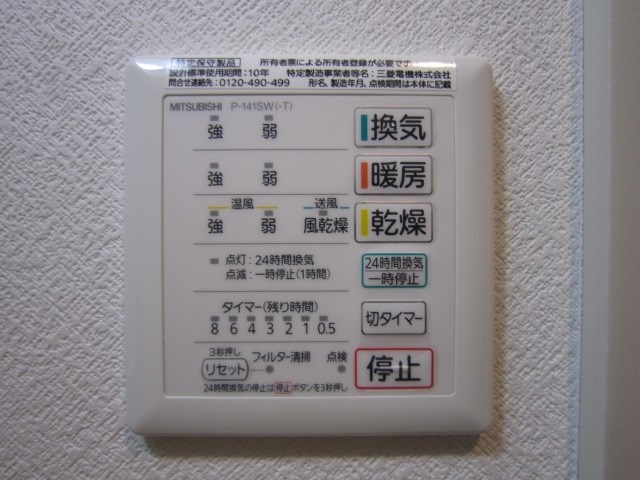 特定保守製品 所有者票による所有者登録が必要です
設計標準使用期間：10年 特定製造事業者等名：三菱電機株式会社
問合せ連絡先：0120-490-499 形名、製造年月、点検期間は本体に記載
MITSUBISHI P-141SW(-T)
強 弱 換気
強 弱 暖房
温風 送風
強 弱 風乾燥 乾燥
点灯：24時間換気
点滅：一時停止(1時間)
24時間換気
一時停止
タイマー(残り時間)
8 6 4 3 2 1 0.5
切タイマー
3秒押し
リセット フィルター清掃 点検
停止
24時間換気の停止は停止ボタンを3秒押し